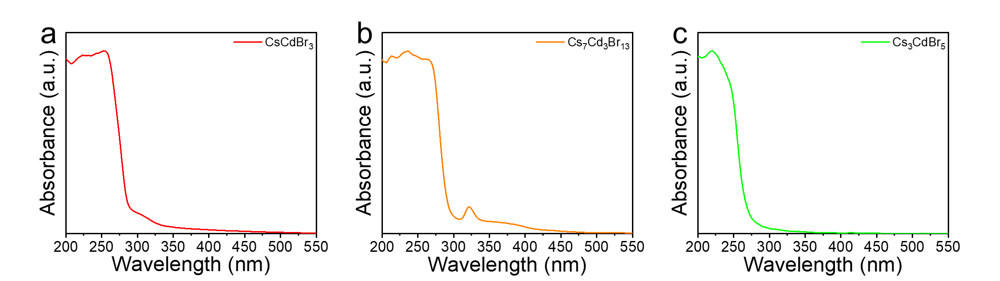 a
CsCdBr3
Absorbance (a.u.)
200 250 300 350 400 450 500 550
Wavelength (nm)
b
Cs7Cd3Br13
Absorbance (a.u.)
200 250 300 350 400 450 500 550
Wavelength (nm)
c
Cs3CdBr5
Absorbance (a.u.)
200 250 300 350 400 450 500 550
Wavelength (nm)